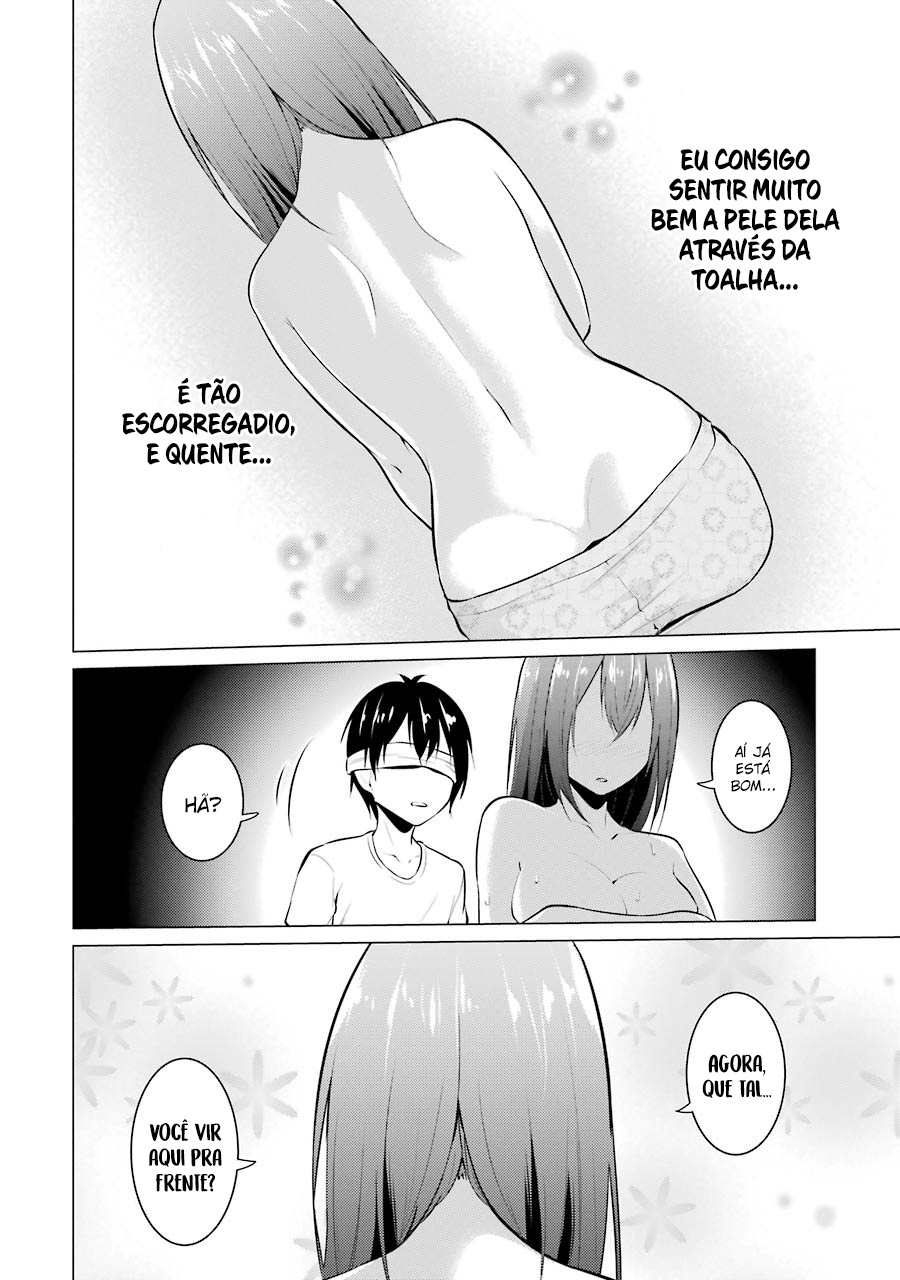 EU CONSIGO
SENTIR MUITO
BEM A PELE DELA
ATRAVÉS DA
TOALHA...
É TÃO
ESCORREGADIO,
E QUENTE...
AÍ JÁ
ESTÁ
BOM...
HÃ?
AGORA,
QUE TAL...
VOCÊ VIR
AQUI PRA
FRENTE?